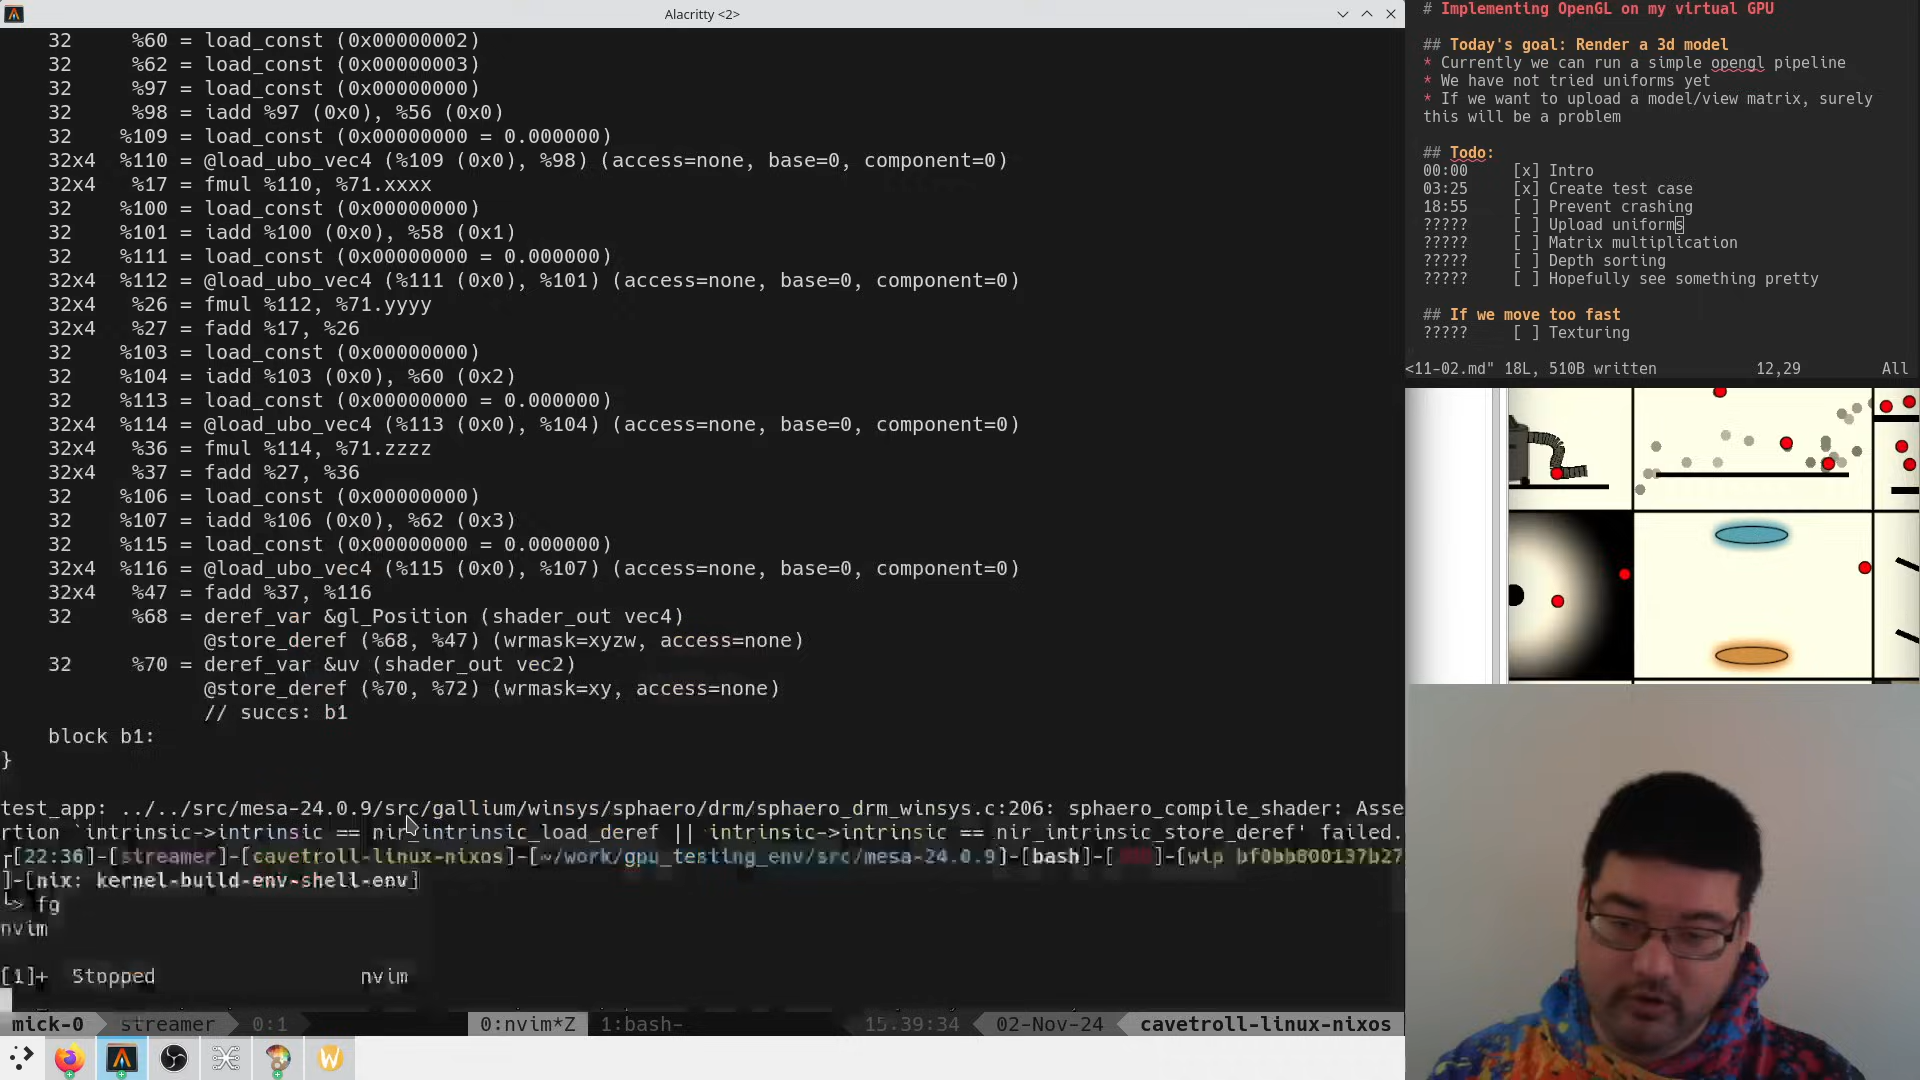 Alacritty <2>
32 %60 = load_const (0x00000002)
32 %62 = load_const (0x00000003)
32 %97 = load_const (0x00000000)
32 %98 = iadd %97 (0x0), %56 (0x0)
32 %109 = load_const (0x00000000 = 0.000000)
32x4 %110 = @load_ubo_vec4 (%109 (0x0), %98) (access=none, base=0, component=0)
32x4 %17 = fmul %110, %71.xxxx
32 %100 = load_const (0x00000000)
32 %101 = iadd %100 (0x0), %58 (0x1)
32 %111 = load_const (0x00000000 = 0.000000)
32x4 %112 = @load_ubo_vec4 (%111 (0x0), %101) (access=none, base=0, component=0)
32x4 %26 = fmul %112, %71.yyyy
32x4 %27 = fadd %17, %26
32 %103 = load_const (0x00000000)
32 %104 = iadd %103 (0x0), %60 (0x2)
32 %113 = load_const (0x00000000 = 0.000000)
32x4 %114 = @load_ubo_vec4 (%113 (0x0), %104) (access=none, base=0, component=0)
32x4 %36 = fmul %114, %71.zzzz
32x4 %37 = fadd %27, %36
32 %106 = load_const (0x00000000)
32 %107 = iadd %106 (0x0), %62 (0x3)
32 %115 = load_const (0x00000000 = 0.000000)
32x4 %116 = @load_ubo_vec4 (%115 (0x0), %107) (access=none, base=0, component=0)
32x4 %47 = fadd %37, %116
32 %68 = deref_var &gl_Position (shader_out vec4)
@store_deref (%68, %47) (wrmask=xyzw, access=none)
32 %70 = deref_var &uv (shader_out vec2)
@store_deref (%70, %72) (wrmask=xy, access=none)
// succs: b1
block b1:
}
test_app: ../../src/mesa-24.0.9/src/gallium/winsys/sphaero/drm/sphaero_drm_winsys.c:206: sphaero_compile_shader: Asse
rtion `intrinsic->intrinsic == nir_intrinsic_load_deref || intrinsic->intrinsic == nir_intrinsic_store_deref' failed.
┌[22:36]-[streamer]-[cavetroll-linux-nixos]-[~/work/gpu_testing_env/src/mesa-24.0.9]-[bash]-[ ]-[wip bf0bb800137b27
]-[nix: kernel-build-env-shell-env]
└> fg
nvim
[1]+ Stopped nvim
mick-0 streamer 0:1 0:nvim*Z 1:bash- 15.39:34 02-Nov-24 cavetroll-linux-nixos
# Implementing OpenGL on my virtual GPU
## Today's goal: Render a 3d model
* Currently we can run a simple opengl pipeline
* We have not tried uniforms yet
* If we want to upload a model/view matrix, surely
this will be a problem
## Todo:
00:00 [x] Intro
03:25 [x] Create test case
18:55 [ ] Prevent crashing
????? [ ] Upload uniforms
????? [ ] Matrix multiplication
????? [ ] Depth sorting
????? [ ] Hopefully see something pretty
## If we move too fast
????? [ ] Texturing
<11-02.md" 18L, 510B written 12,29 All